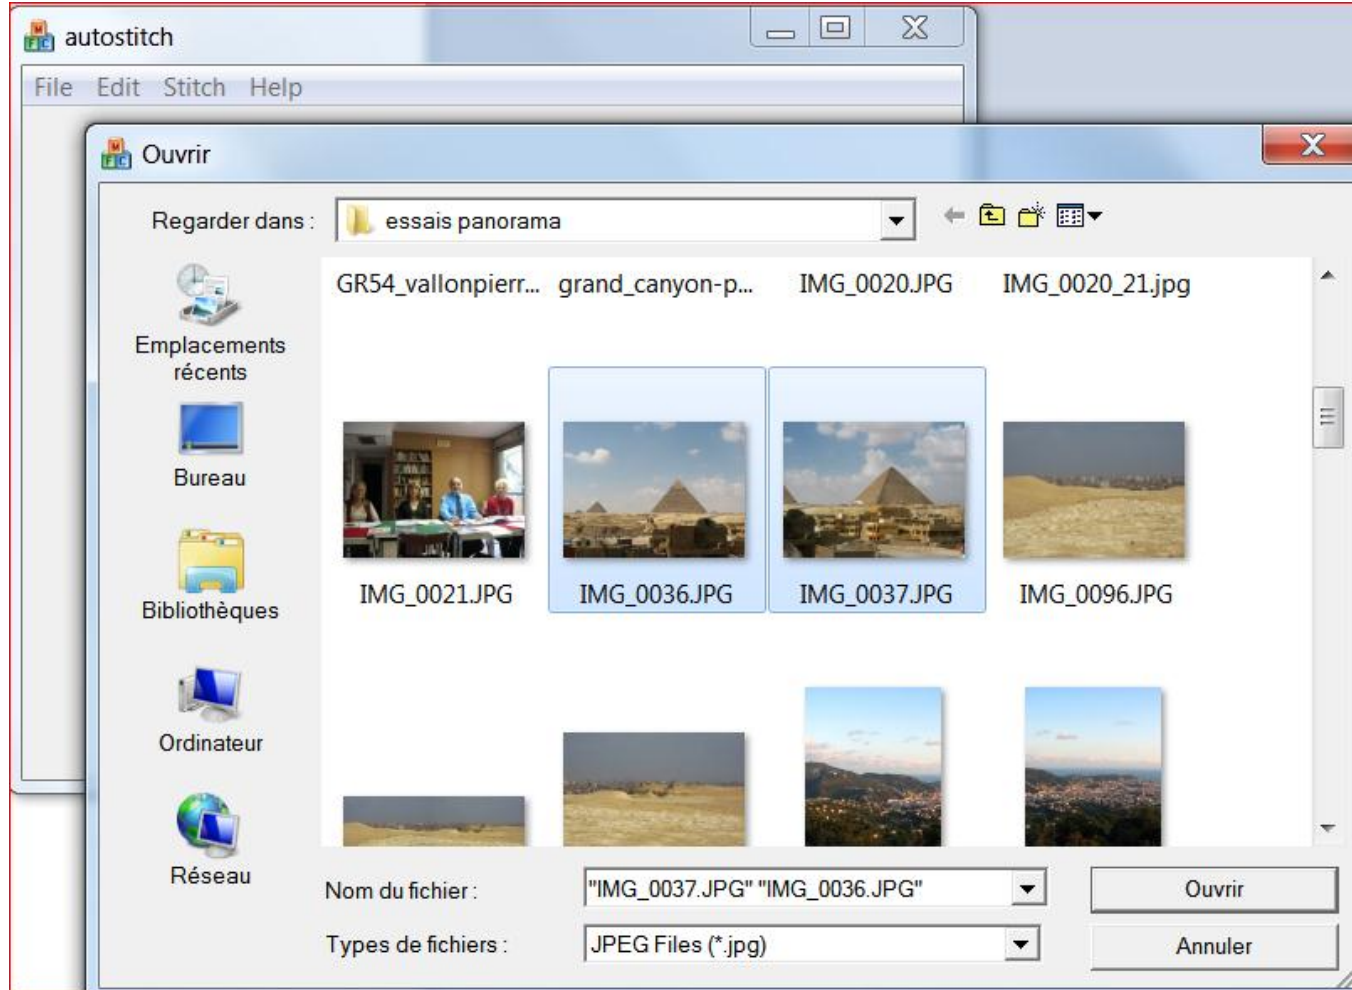 autostitch
File Edit Stitch Help
Ouvrir
Regarder dans : essais panorama
GR54_vallonpierr... grand_canyon-p... IMG_0020.JPG IMG_0020_21.jpg
Emplacements
récents
Bureau
IMG_0021.JPG IMG_0036.JPG IMG_0037.JPG IMG_0096.JPG
Bibliothèques
Ordinateur
Réseau
Nom du fichier : "IMG_0037.JPG" "IMG_0036.JPG" Ouvrir
Types de fichiers : JPEG Files (*.jpg) Annuler